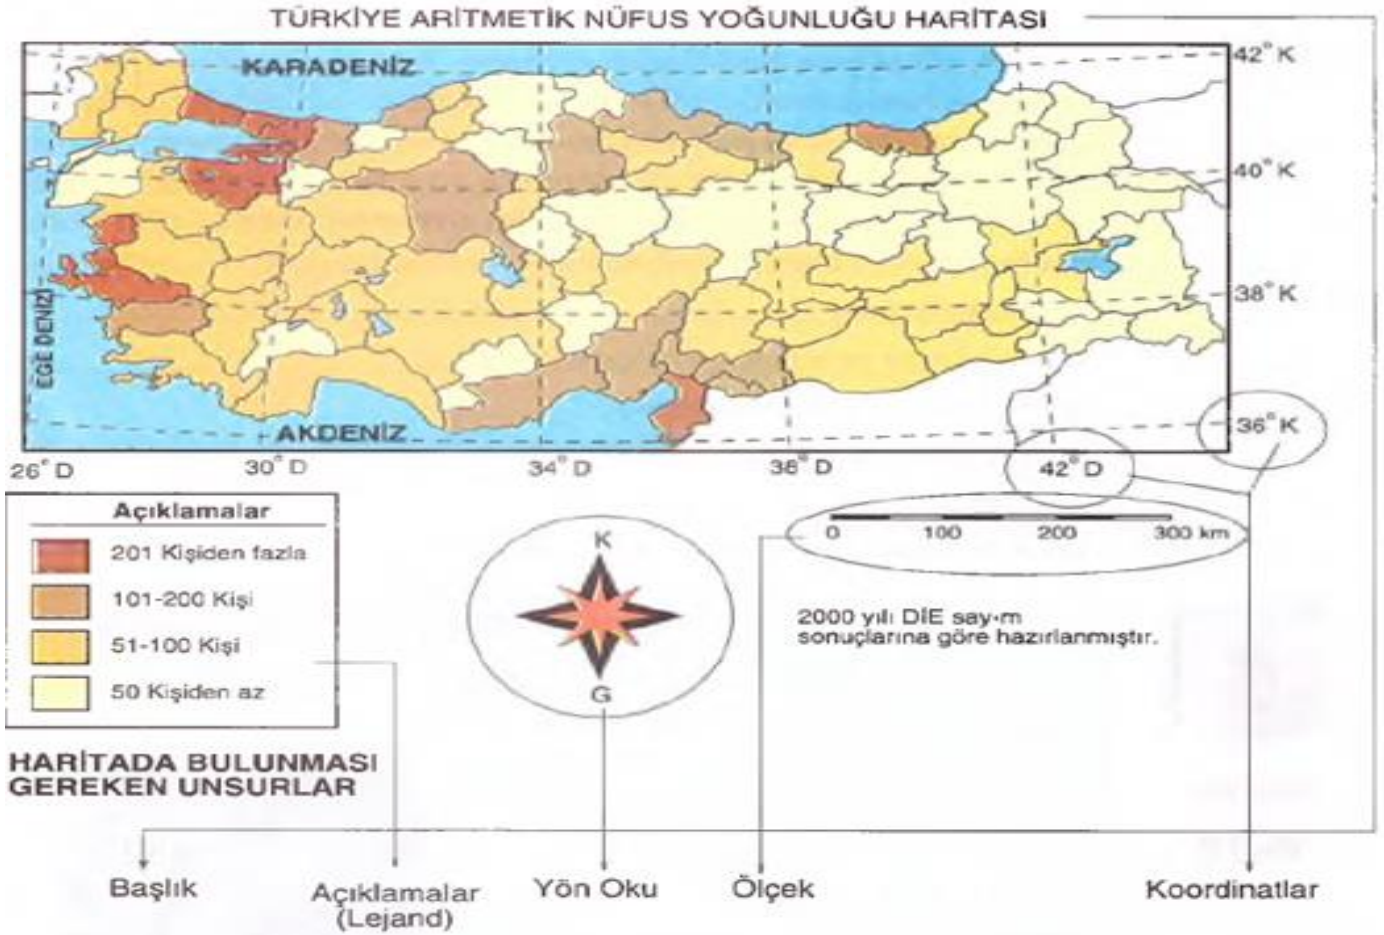 TÜRKİYE ARİTMETİK NÜFUS YOĞUNLUĞU HARİTASI
KARADENİZ
42° K
40° K
38° K
EGE DENİZİ
AKDENİZ
36° K
26° D
30° D
34° D
38° D
42° D
Açıklamalar
201 Kişiden fazla
101-200 Kişi
51-100 Kişi
50 Kişiden az
K
G
0 100 200 300 km
2000 yılı DİE say·m
sonuçlarına göre hazırlanmıştır.
HARİTADA BULUNMASI
GEREKEN UNSURLAR
Başlık
Açıklamalar
(Lejand)
Yön Oku
Ölçek
Koordinatlar